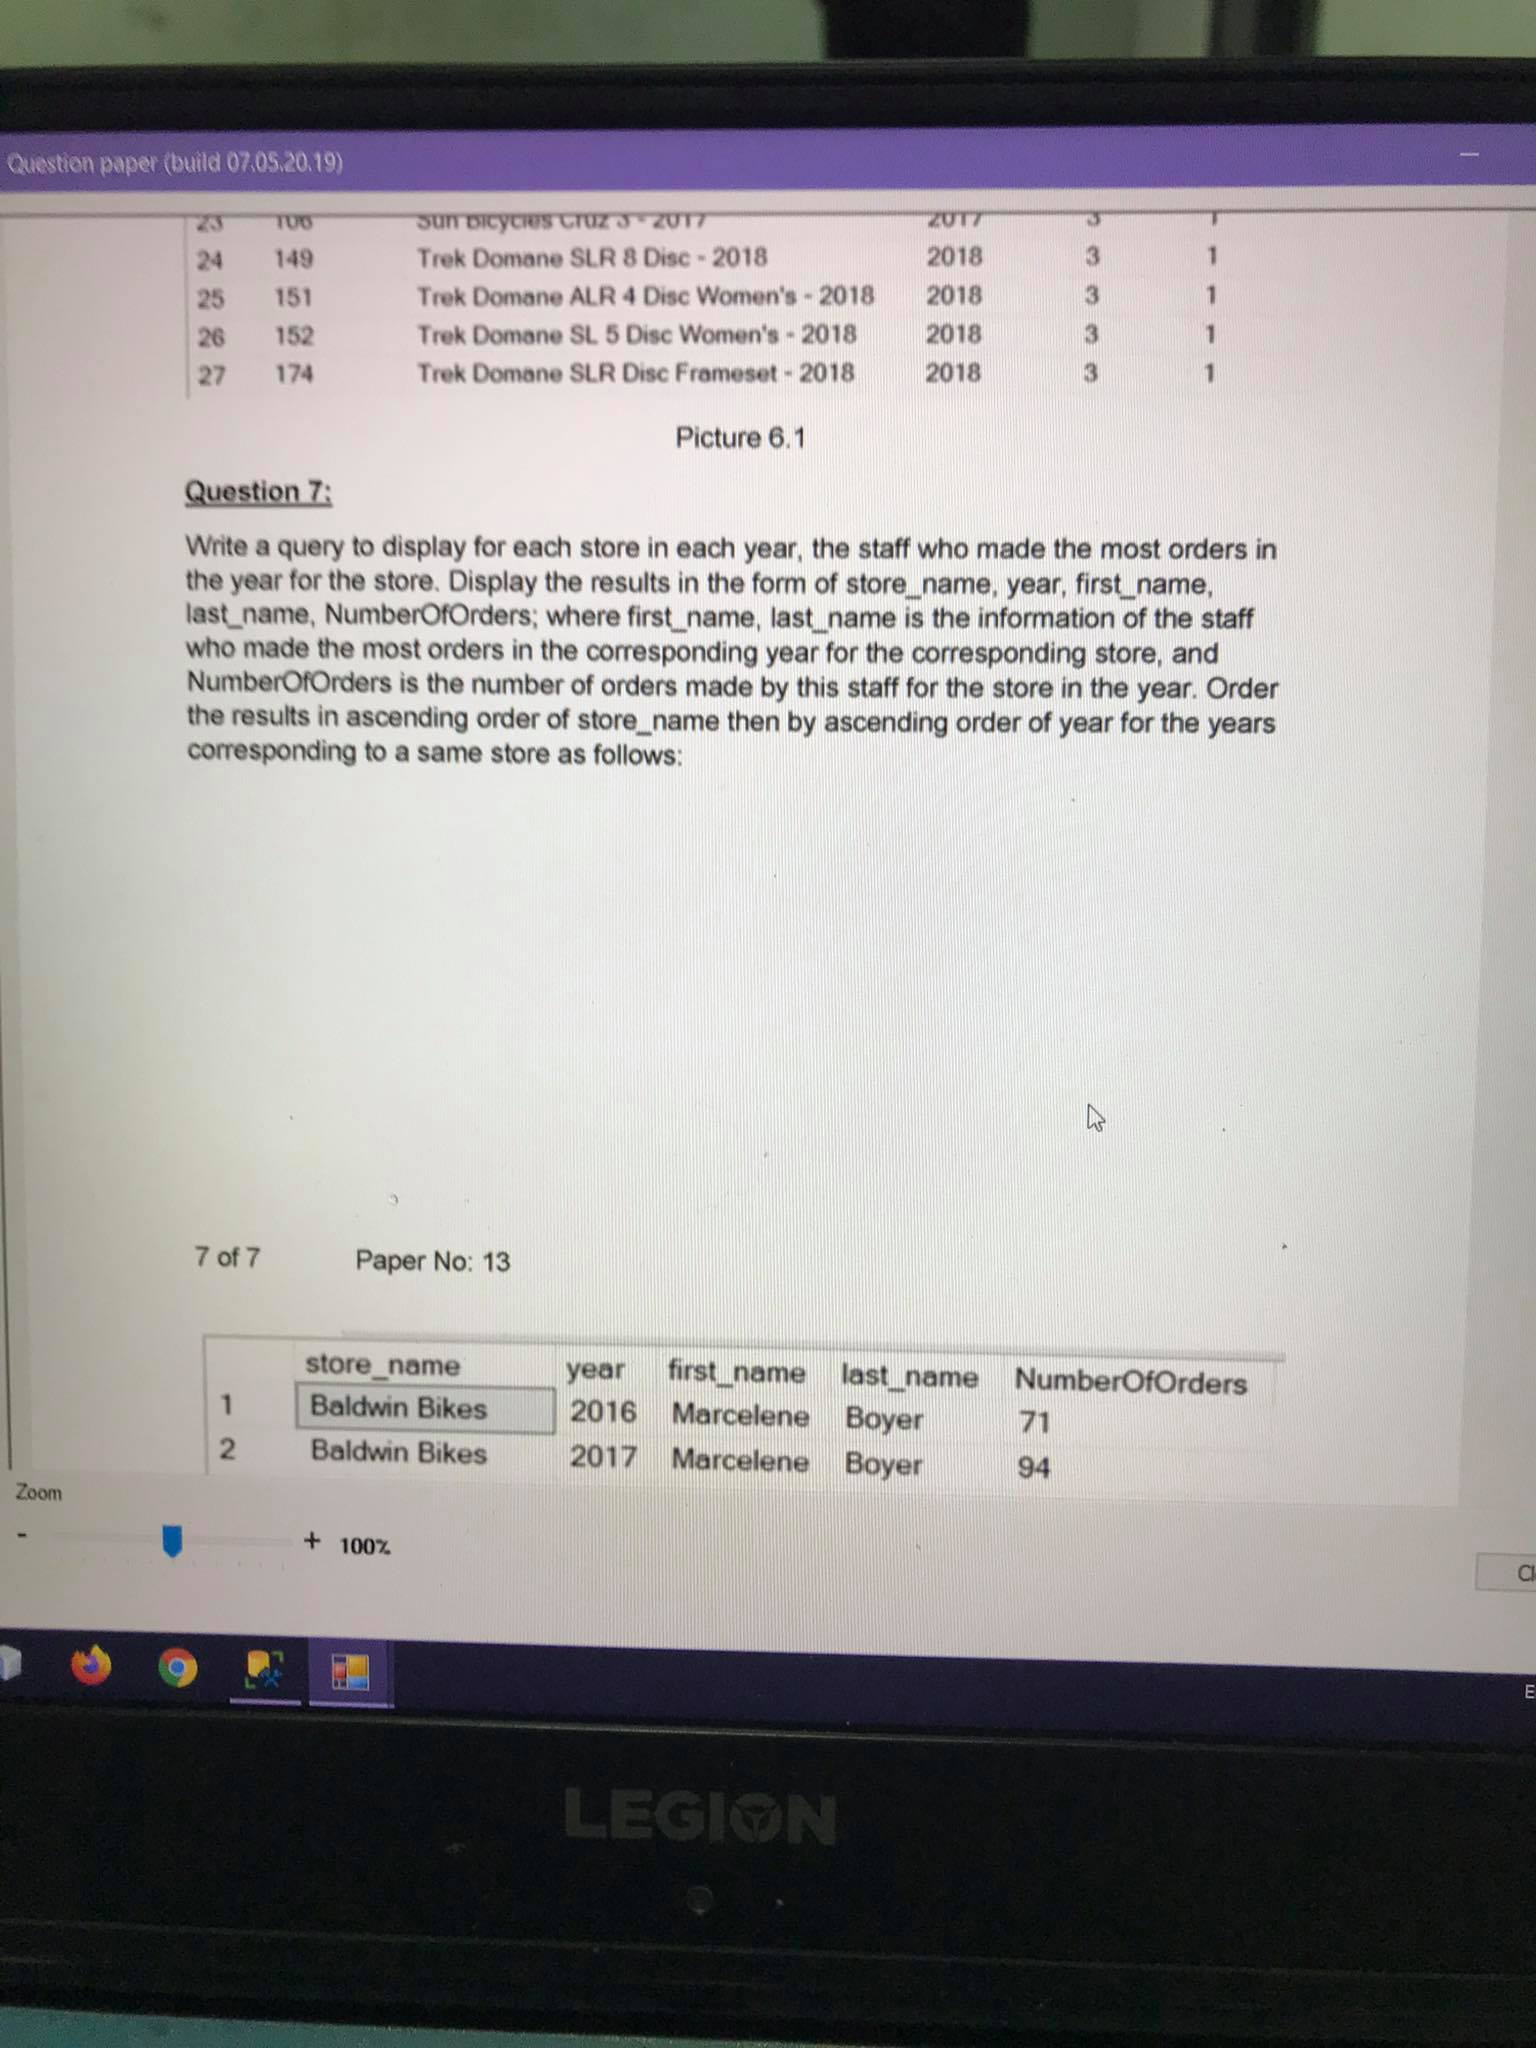 Question paper (build 07.05.20.19)
23 106 Sun Bicycles Cruz 3 - 2017 2017 3 1
24 149 Trek Domane SLR 8 Disc - 2018 2018 3 1
25 151 Trek Domane ALR 4 Disc Women's - 2018 2018 3 1
26 152 Trek Domane SL 5 Disc Women's - 2018 2018 3 1
27 174 Trek Domane SLR Disc Frameset - 2018 2018 3 1
Picture 6.1
Question 7:
Write a query to display for each store in each year, the staff who made the most orders in
the year for the store. Display the results in the form of store_name, year, first_name,
last_name, NumberOfOrders; where first_name, last_name is the information of the staff
who made the most orders in the corresponding year for the corresponding store, and
NumberOfOrders is the number of orders made by this staff for the store in the year. Order
the results in ascending order of store_name then by ascending order of year for the years
corresponding to a same store as follows:
7 of 7 Paper No: 13
store_name year first_name last_name NumberOfOrders
1 Baldwin Bikes 2016 Marcelene Boyer 71
2 Baldwin Bikes 2017 Marcelene Boyer 94
Zoom
- + 100%
LEGION